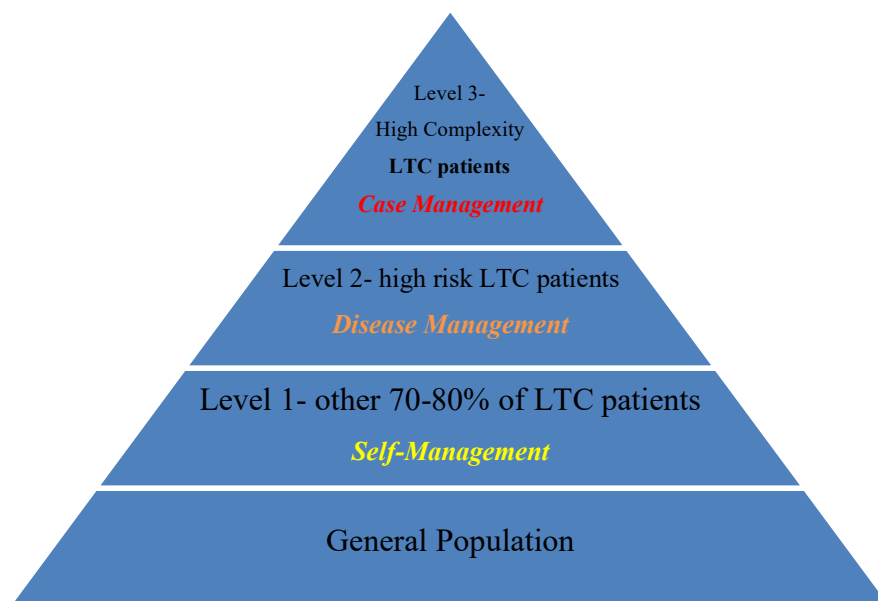 Level 3-
High Complexity
LTC patients
Case Management
Level 2- high risk LTC patients
Disease Management
Level 1- other 70-80% of LTC patients
Self-Management
General Population